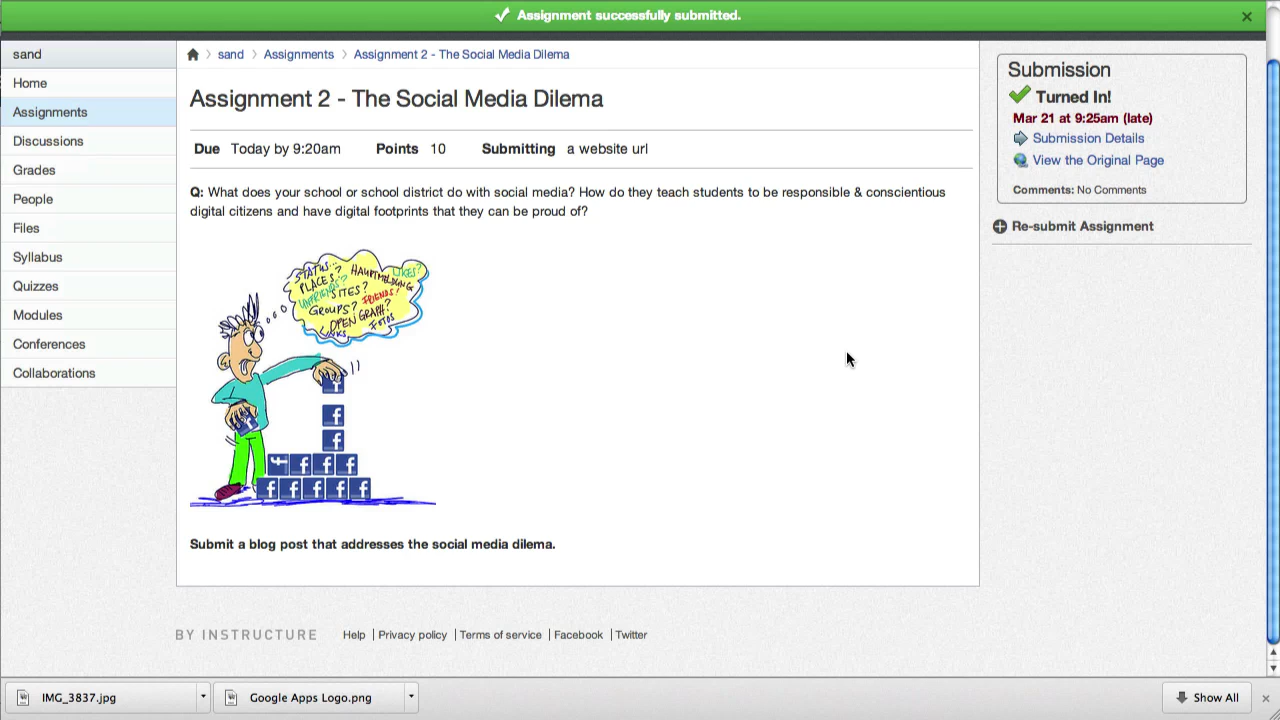 Assignment successfully submitted.
sand
Home
Assignments
Discussions
Grades
People
Files
Syllabus
Quizzes
Modules
Conferences
Collaborations
sand
Assignments
Assignment 2 - The Social Media Dilema
Assignment 2 - The Social Media Dilema
Due Today by 9:20am Points 10 Submitting a website url
Q: What does your school or school district do with social media? How do they teach students to be responsible & conscientious
digital citizens and have digital footprints that they can be proud of?
STATUS...?
PLACES?
HAUPTMELDUNG
LIKES?
UNFRIENDS?
SITES?
FRIENDS!
GROUPS?
OPEN GRAPH?
FOTOS
Submit a blog post that addresses the social media dilema.
Submission
Turned In!
Mar 21 at 9:25am (late)
Submission Details
View the Original Page
Comments: No Comments
Re-submit Assignment
BY INSTRUCTURE
Help
Privacy policy
Terms of service
Facebook
Twitter
IMG_3837.jpg
Google Apps Logo.png
Show All